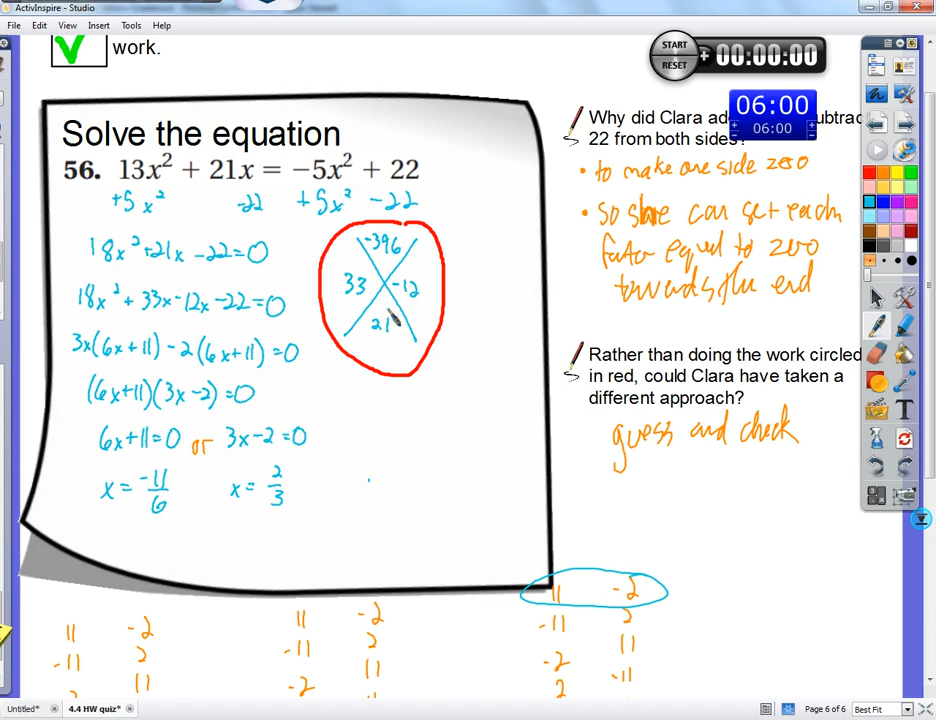 ActivInspire - Studio
File Edit View Insert Tools Help
work.
START
RESET
00:00:00
06:00
06:00
Solve the equation
56. 13x² + 21x = −5x² + 22
+5x² -22 +5x² -22
18x² +21x -22=0
18x² + 33x-12x-22=0
3x(6x+11) -2(6x+11)=0
(6x+11)(3x-2)=0
6x+11=0 or 3x-2=0
x = -11/6 x = 2/3
-396
33 -12
21
Why did Clara ad ubtrac
22 from both sides?
• to make one side zero
• So she can set each
factor equal to zero
towards the end
Rather than doing the work circled
in red, could Clara have taken a
different approach?
guess and check
11 -2
-11 2
11
11 -2
-11 2
-2 11
11 -2
-11 2
-2 11
2 -11
Untitled* 4.4 HW quiz* Page 6 of 6 Best Fit